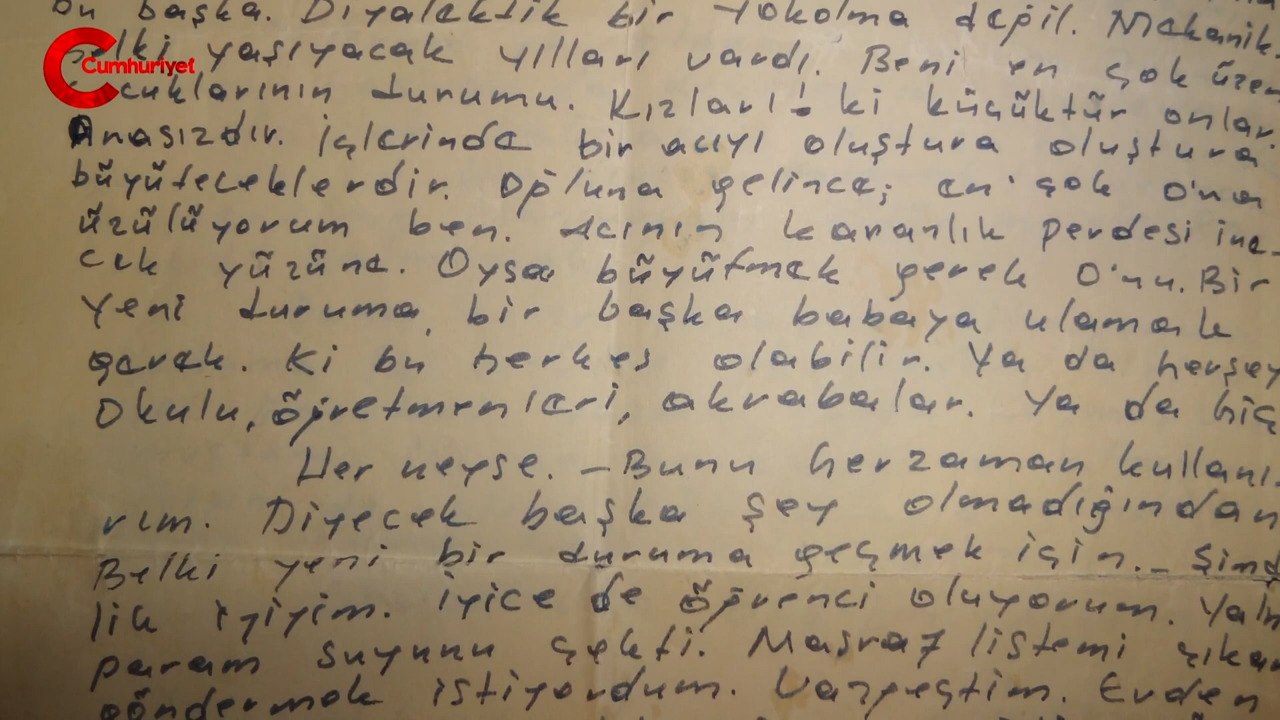 bu başka. Diyalektik bir yokolma değil. Mekanik.
Belki yaşıyacak yılları vardı. Beni en çok üzen
Cumhuriyet
çocuklarının durumu. Kızları! ki küçüktür onlar.
Anasızdır. İçlerinde bir acıyı oluştura oluştura
büyüteceklerdir. Oğluna gelince; en çok O'na
üzülüyorum ben. Acının karanlık perdesi ine-
cek yüzüne. Oysa büyütmek gerek O'nu. Bir
Yeni duruma, bir başka babaya ulamak
gerek. Ki bu herkes olabilir. Ya da herşey
Okulu, öğretmenleri, akrabalar. Ya da hiç
Her neyse. – Bunu herzaman kullanı-
rım. Diyecek başka şey olmadığından
Belki yeni bir duruma geçmek için. – Şimd
lik iyiyim. İyice de öğrenci oluyorum. Yaln
param suyunu çekti. Masraf listemi çıkar
göndermek istiyordum. Vazgeçtim. Evden